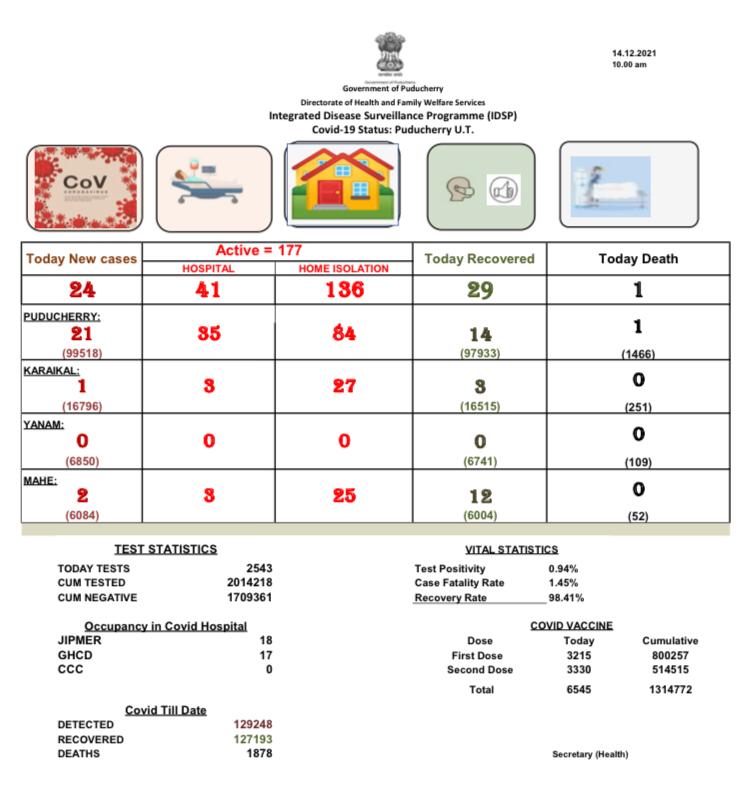 14.12.2021
10.00 am
Government of Puducherry
Government of Puducherry
Directorate of Health and Family Welfare Services
Integrated Disease Surveillance Programme (IDSP)
Covid-19 Status: Puducherry U.T.
CoV
CORONAVIRUS
Today New cases
Active = 177
HOSPITAL HOME ISOLATION
Today Recovered
Today Death
24 41 136 29 1
PUDUCHERRY:
21 35 84 14 1
(99518) (97933) (1466)
KARAIKAL:
1 3 27 3 0
(16796) (16515) (251)
YANAM:
0 0 0 0 0
(6850) (6741) (109)
MAHE:
2 3 25 12 0
(6084) (6004) (52)
TEST STATISTICS
TODAY TESTS 2543
CUM TESTED 2014218
CUM NEGATIVE 1709361
VITAL STATISTICS
Test Positivity 0.94%
Case Fatality Rate 1.45%
Recovery Rate 98.41%
Occupancy in Covid Hospital
JIPMER 18
GHCD 17
CCC 0
COVID VACCINE
Dose Today Cumulative
First Dose 3215 800257
Second Dose 3330 514515
Total 6545 1314772
Covid Till Date
DETECTED 129248
RECOVERED 127193
DEATHS 1878
Secretary (Health)